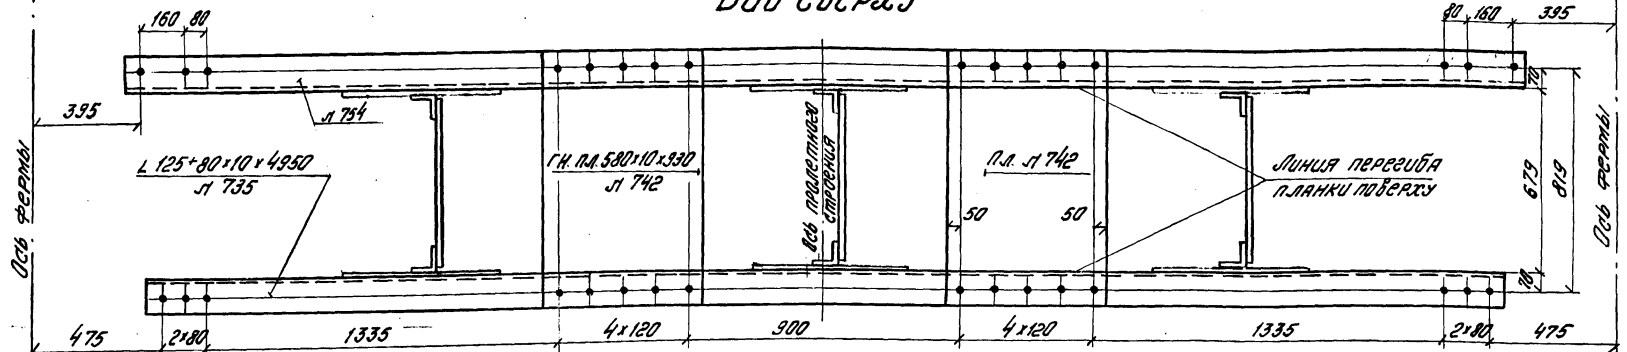 Вид сверху
160 80
80 160 395
395
л 754
L 125+80×10×4950
л 735
гн. пл. 580×10×930
л 742
Ось пролетного
строения
пл. л 742
Линия перегиба
планки поверху
50
50
70
679
819
70
Ось фермы
Ось фермы
475 2×80 1335 4×120 900 4×120 1335 2×80 475